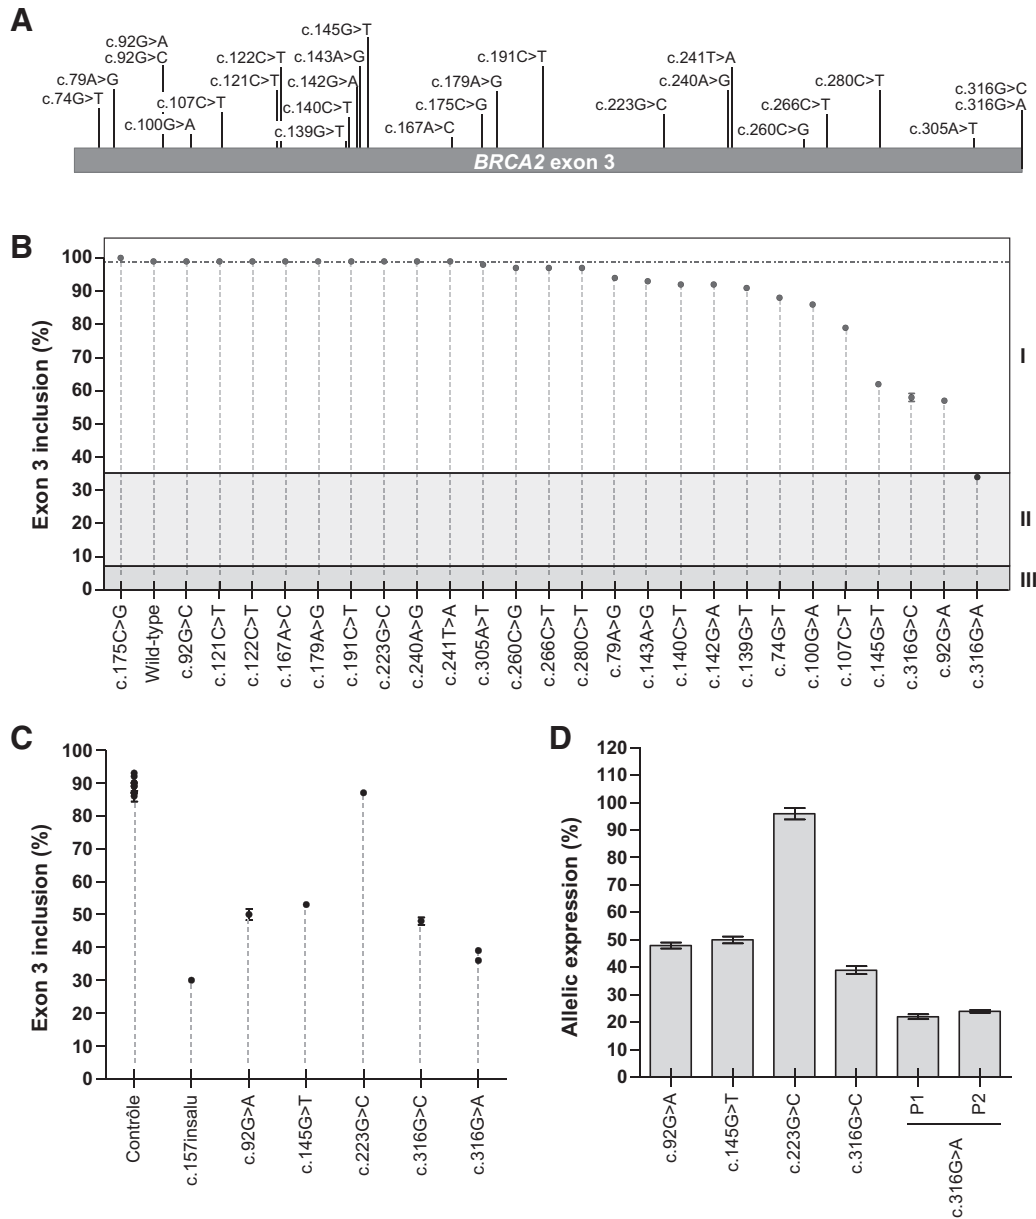 A
c.145G>T
c.92G>A
c.92G>C
c.122C>T
c.143A>G
c.191C>T
c.241T>A
c.79A>G
c.121C>T
c.142G>A
c.179A>G
c.240A>G
c.280C>T
c.316G>C
c.74G>T
c.107C>T
c.140C>T
c.175C>G
c.223G>C
c.266C>T
c.316G>A
c.100G>A
c.139G>T
c.167A>C
c.260C>G
c.305A>T
BRCA2 exon 3
B
Exon 3 inclusion (%)
100
90
80
70
60
50
40
30
20
10
0
I
II
III
c.175C>G
Wild-type
c.92G>C
c.121C>T
c.122C>T
c.167A>C
c.179A>G
c.191C>T
c.223G>C
c.240A>G
c.241T>A
c.305A>T
c.260C>G
c.266C>T
c.280C>T
c.79A>G
c.143A>G
c.140C>T
c.142G>A
c.139G>T
c.74G>T
c.100G>A
c.107C>T
c.145G>T
c.316G>C
c.92G>A
c.316G>A
C
Exon 3 inclusion (%)
100
90
80
70
60
50
40
30
20
10
0
Contrôle
c.157insalu
c.92G>A
c.145G>T
c.223G>C
c.316G>C
c.316G>A
D
Allelic expression (%)
120
110
100
90
80
70
60
50
40
30
20
10
0
c.92G>A
c.145G>T
c.223G>C
c.316G>C
P1
P2
c.316G>A